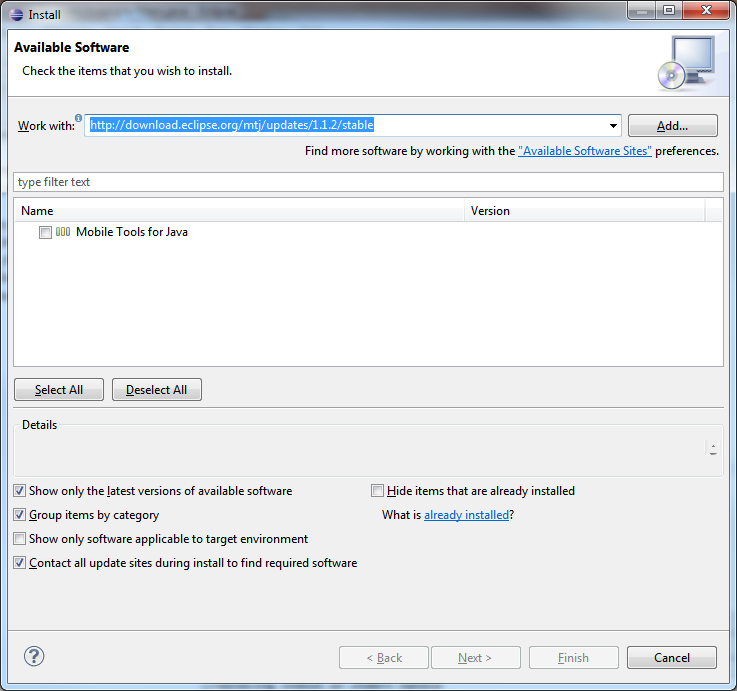 Install
Available Software
Check the items that you wish to install.
Work with: http://download.eclipse.org/mtj/updates/1.1.2/stable Add...
Find more software by working with the "Available Software Sites" preferences.
type filter text
Name Version
Mobile Tools for Java
Select All Deselect All
Details
Show only the latest versions of available software Hide items that are already installed
Group items by category What is already installed?
Show only software applicable to target environment
Contact all update sites during install to find required software
? < Back Next > Finish Cancel